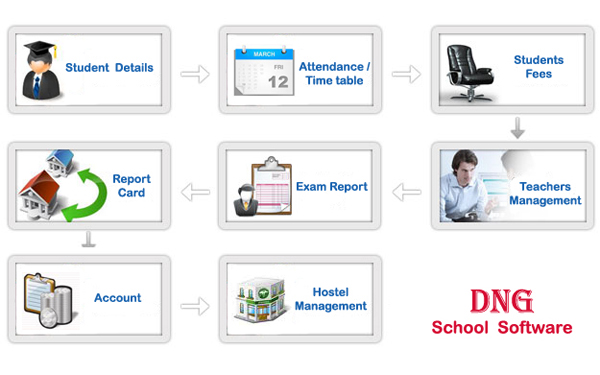 Student Details
MARCH
FRI
12
Attendance /
Time table
Students
Fees
Teachers
Management
Exam Report
Report
Card
Account
Hostel
Management
DNG
School Software